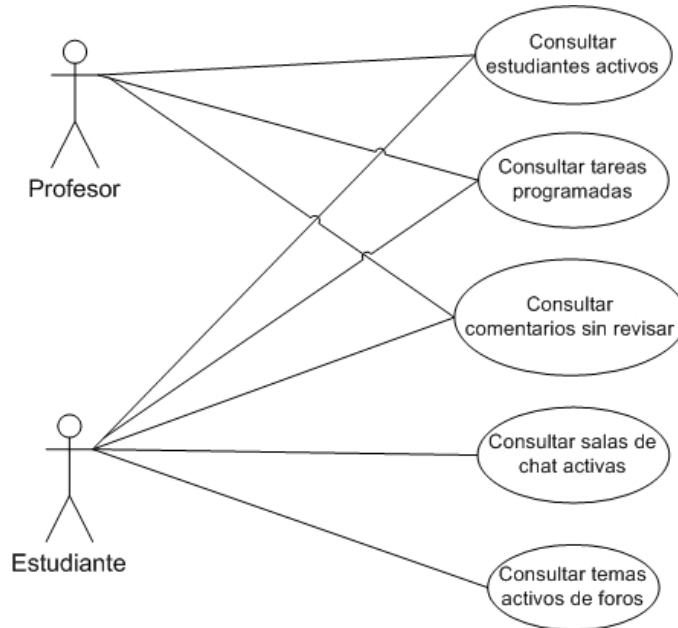 Consultar
estudiantes activos
Profesor
Consultar tareas
programadas
Consultar
comentarios sin revisar
Consultar salas de
chat activas
Estudiante
Consultar temas
activos de foros